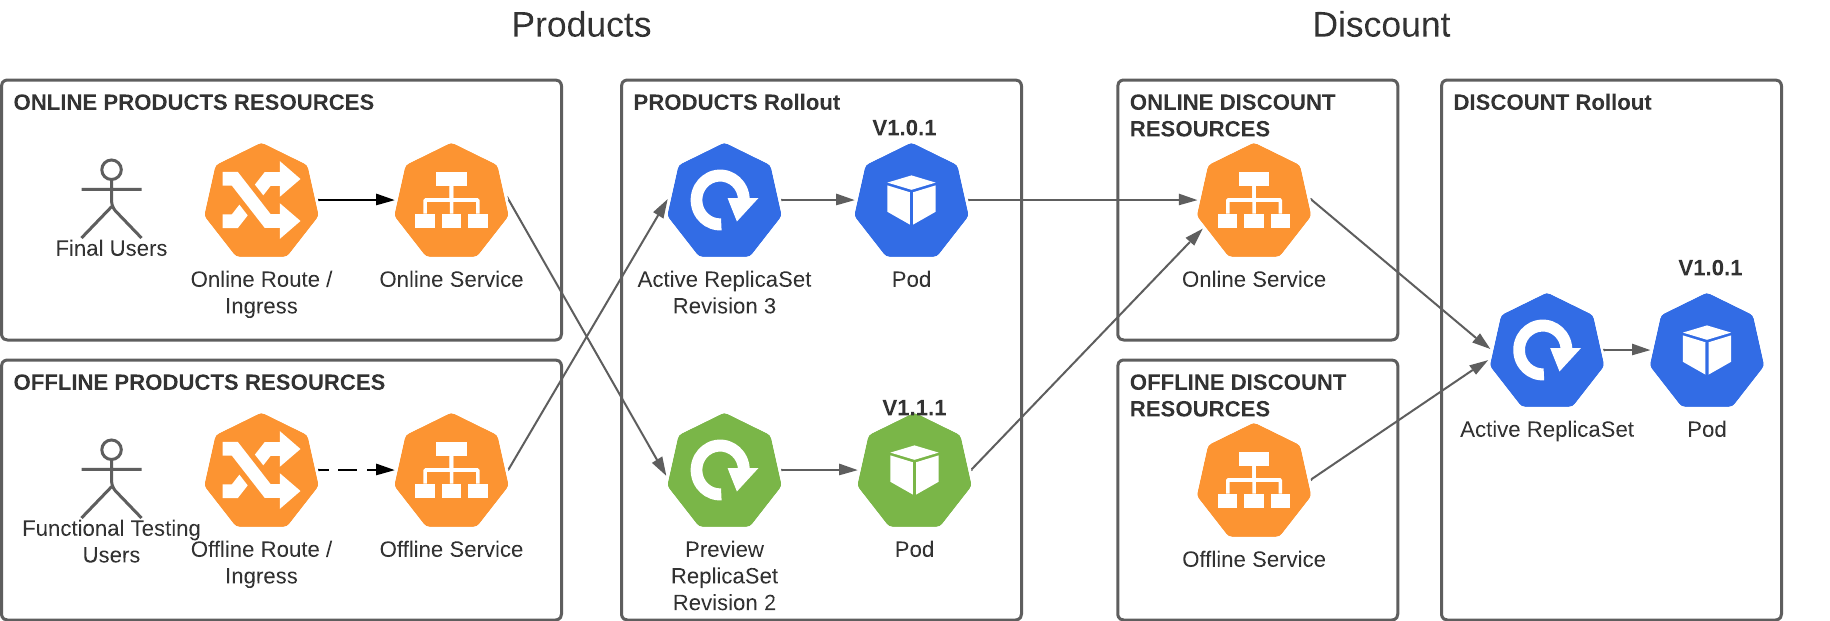 Products
Discount
ONLINE PRODUCTS RESOURCES
Final Users
Online Route /
Ingress
Online Service
OFFLINE PRODUCTS RESOURCES
Functional Testing
Users
Offline Route /
Ingress
Offline Service
PRODUCTS Rollout
V1.0.1
Active ReplicaSet
Revision 3
Pod
V1.1.1
Preview
ReplicaSet
Revision 2
Pod
ONLINE DISCOUNT
RESOURCES
Online Service
OFFLINE DISCOUNT
RESOURCES
Offline Service
DISCOUNT Rollout
V1.0.1
Active ReplicaSet
Pod